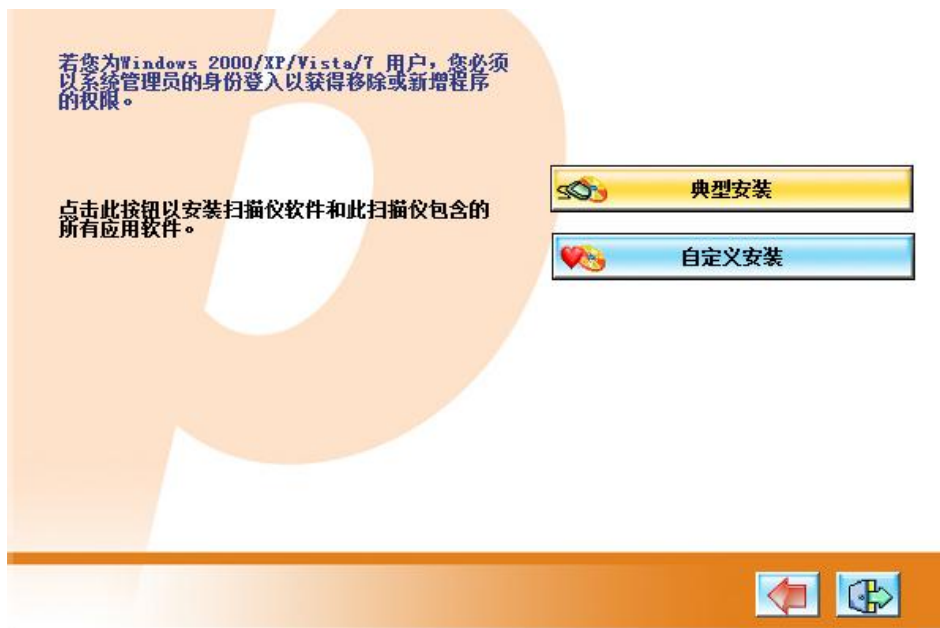 若您为Windows 2000/XP/Vista/7 用户，您必须
以系统管理员的身份登入以获得移除或新增程序
的权限。
点击此按钮以安装扫描仪软件和此扫描仪包含的
所有应用软件。
典型安装
自定义安装